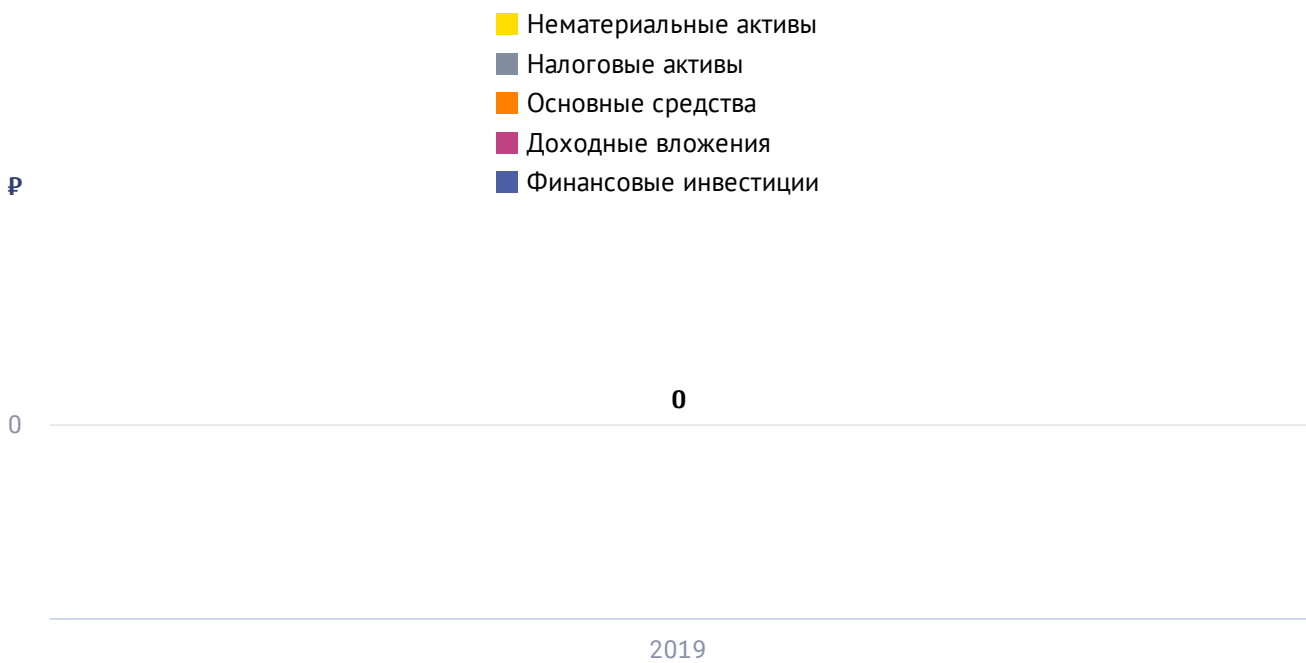 Нематериальные активы
Налоговые активы
Основные средства
Доходные вложения
Финансовые инвестиции
₽
0
0
2019